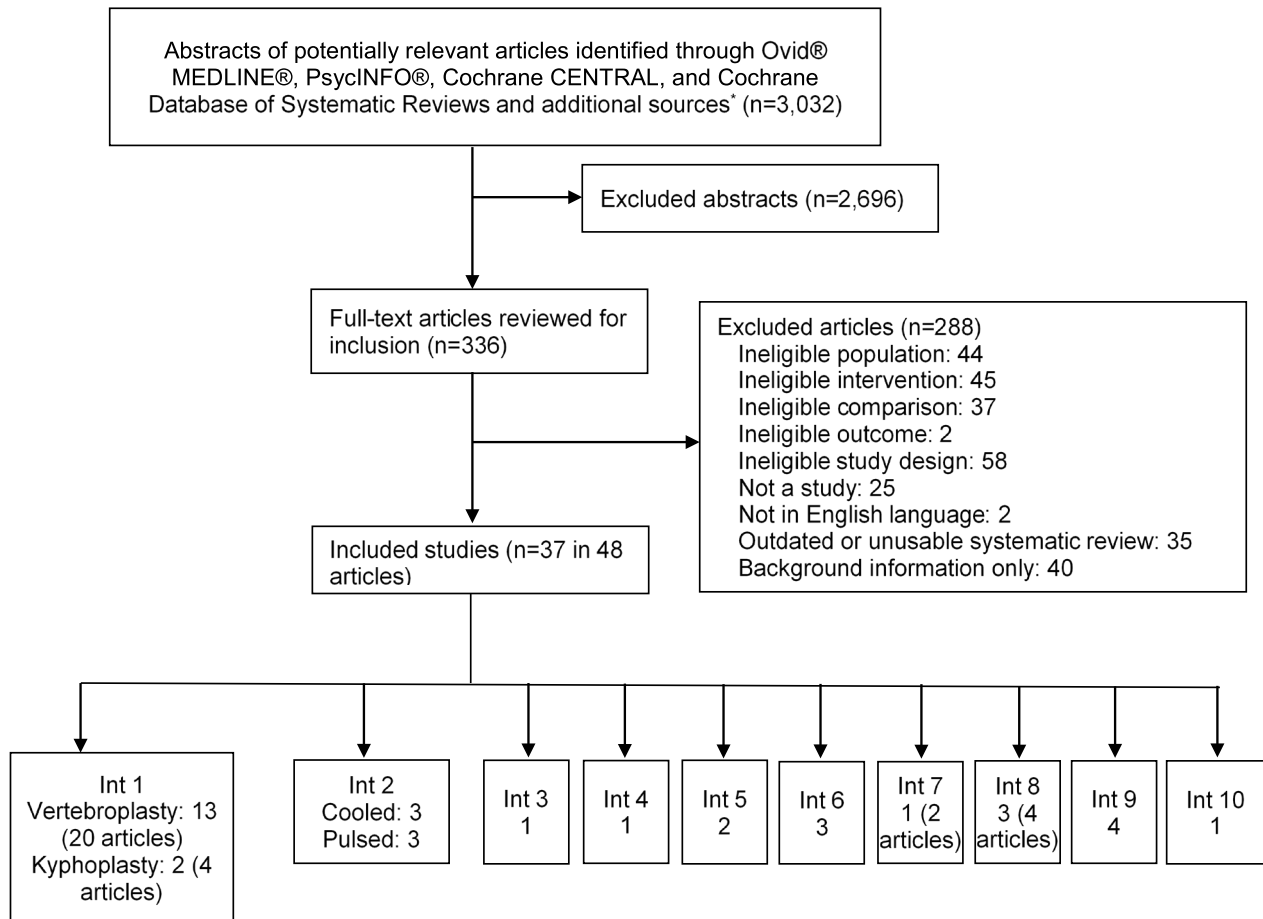 Abstracts of potentially relevant articles identified through Ovid®
MEDLINE®, PsycINFO®, Cochrane CENTRAL, and Cochrane
Database of Systematic Reviews and additional sources* (n=3,032)
Excluded abstracts (n=2,696)
Full-text articles reviewed for
inclusion (n=336)
Excluded articles (n=288)
Ineligible population: 44
Ineligible intervention: 45
Ineligible comparison: 37
Ineligible outcome: 2
Ineligible study design: 58
Not a study: 25
Not in English language: 2
Outdated or unusable systematic review: 35
Background information only: 40
Included studies (n=37 in 48
articles)
Int 1
Vertebroplasty: 13
(20 articles)
Kyphoplasty: 2 (4
articles)
Int 2
Cooled: 3
Pulsed: 3
Int 3
1
Int 4
1
Int 5
2
Int 6
3
Int 7
1 (2
articles)
Int 8
3 (4
articles)
Int 9
4
Int 10
1